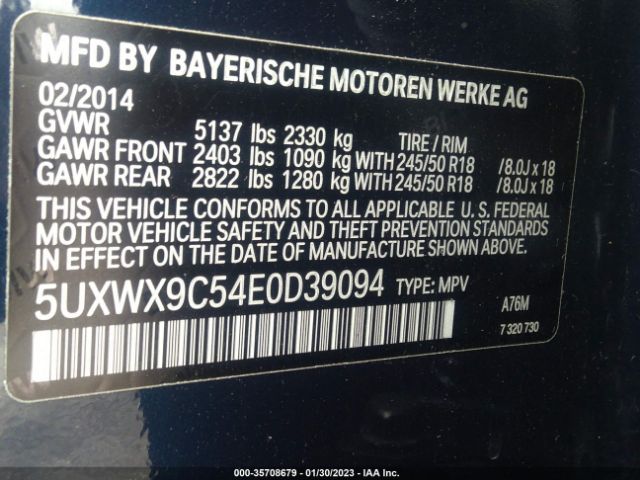 MFD BY BAYERISCHE MOTOREN WERKE AG
02/2014
GVWR 5137 lbs 2330 kg TIRE / RIM
GAWR FRONT 2403 lbs 1090 kg WITH 245/50 R18 /8.0J x 18
GAWR REAR 2822 lbs 1280 kg WITH 245/50 R18 /8.0J x 18
THIS VEHICLE CONFORMS TO ALL APPLICABLE U. S. FEDERAL
MOTOR VEHICLE SAFETY AND THEFT PREVENTION STANDARDS
IN EFFECT ON THE DATE OF MANUFACTURE SHOWN ABOVE.
5UXWX9C54E0D39094 TYPE: MPV
A76M
7 320 730
000-35708679 - 01/30/2023 - IAA Inc.